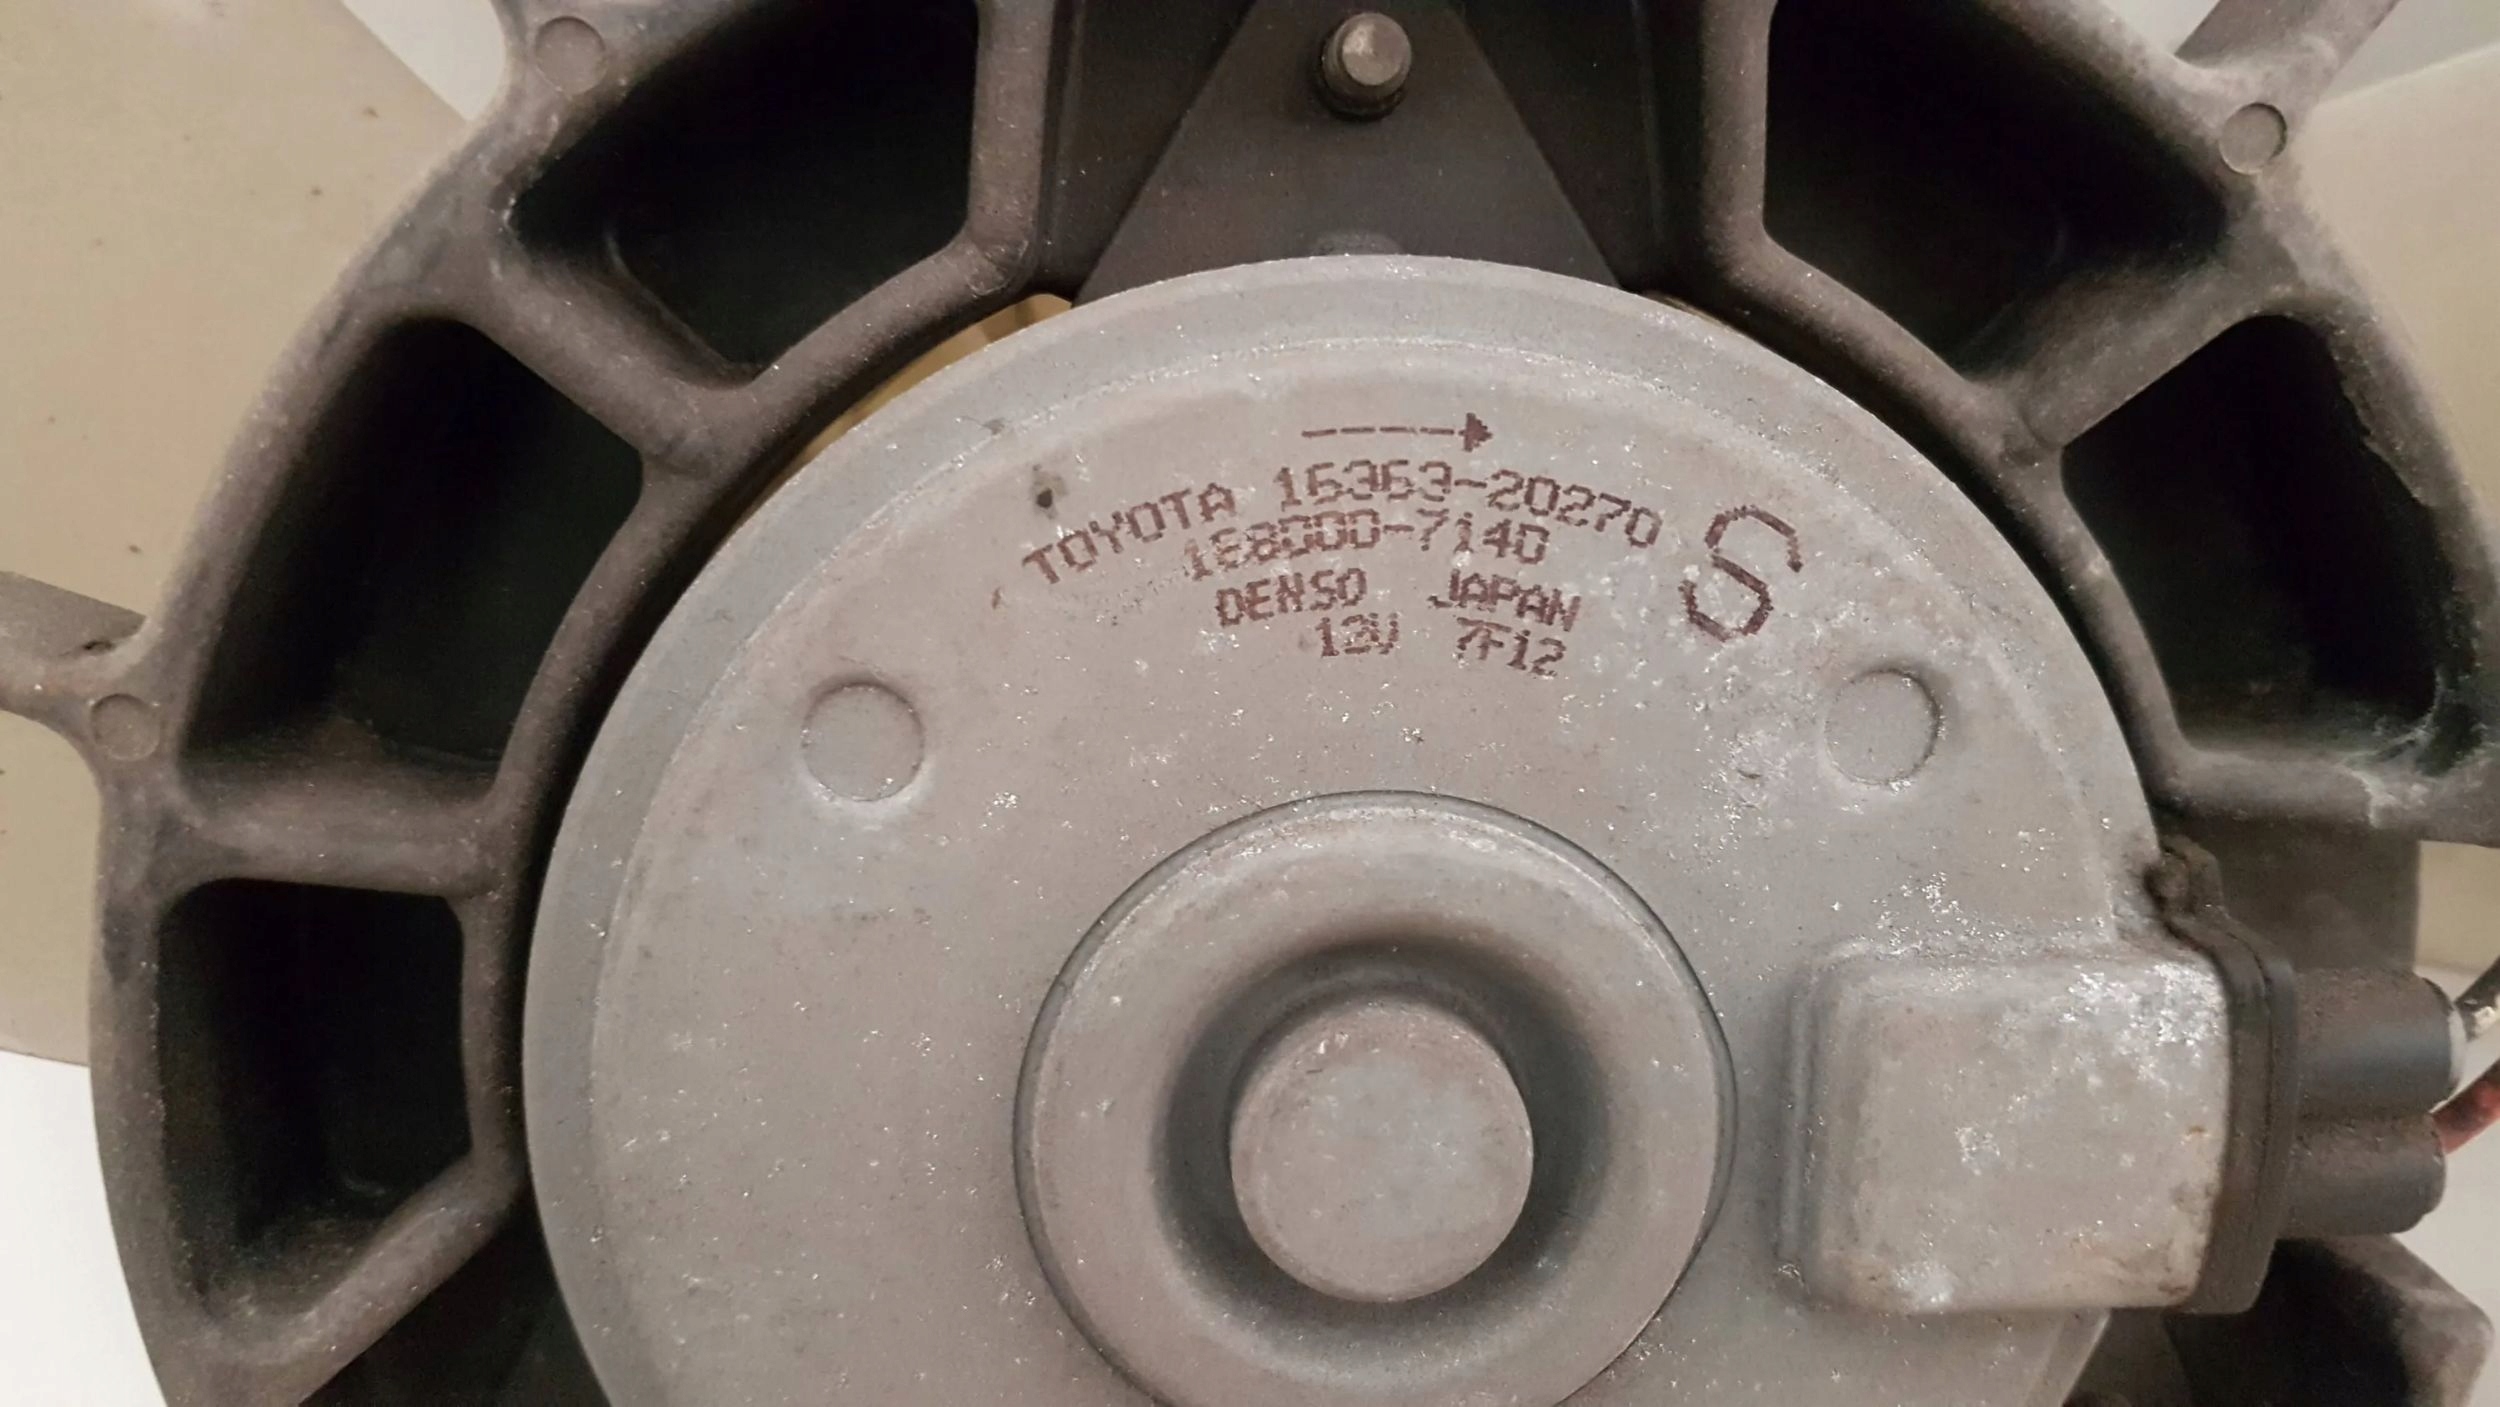 TOYOTA 16363-20270
168000-7140
DENSO JAPAN
12V 7F12
S